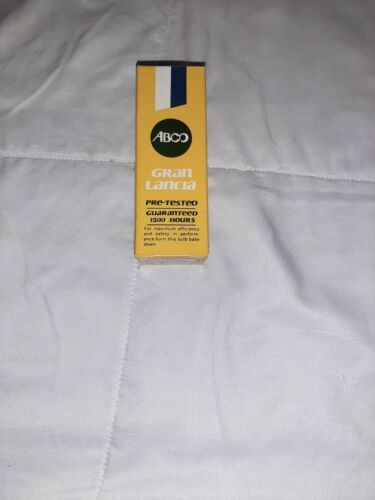 ABCO
GRAN
LANCIA
PRE-TESTED
GUARANTEED
1500 HOURS
For maximum efficiency
and safety in perform-
ance burn this bulb base
down